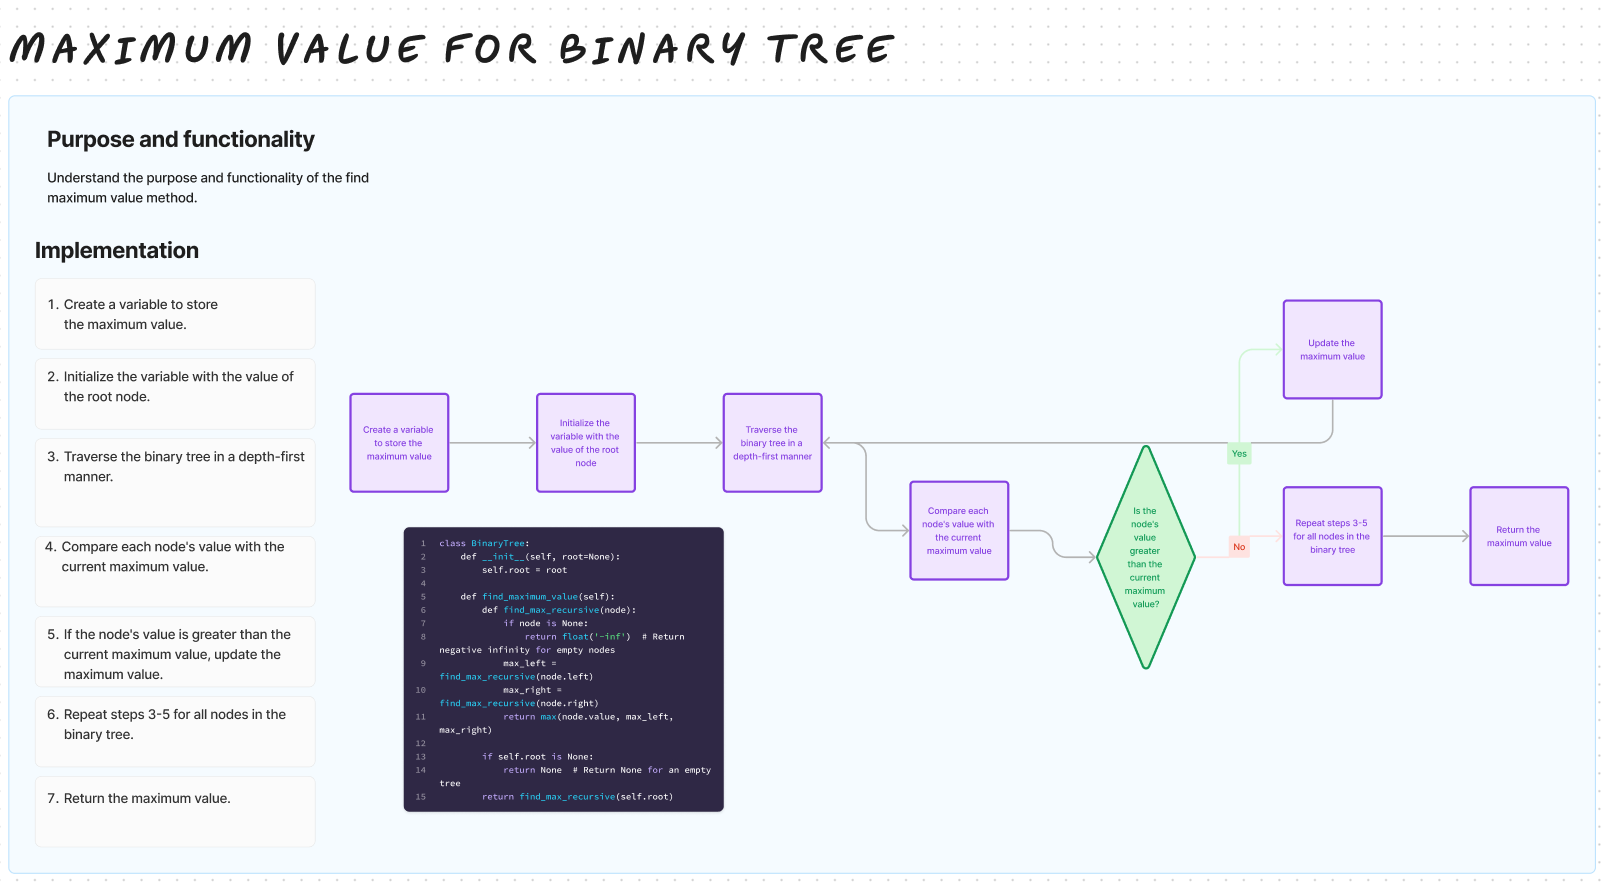 MAXIMUM VALUE FOR BINARY TREE
Purpose and functionality
Understand the purpose and functionality of the find
maximum value method.
Implementation
1. Create a variable to store
the maximum value.
2. Initialize the variable with the value of
the root node.
3. Traverse the binary tree in a depth-first
manner.
4. Compare each node's value with the
current maximum value.
5. If the node's value is greater than the
current maximum value, update the
maximum value.
6. Repeat steps 3-5 for all nodes in the
binary tree.
7. Return the maximum value.
Create a variable
to store the
maximum value
Initialize the
variable with the
value of the root
node
Traverse the
binary tree in a
depth-first manner
Compare each
node's value with
the current
maximum value
Is the
node's
value
greater
than the
current
maximum
value?
Yes
Update the
maximum value
No
Repeat steps 3-5
for all nodes in the
binary tree
Return the
maximum value
1 class BinaryTree:
2 def __init__(self, root=None):
3 self.root = root
4
5 def find_maximum_value(self):
6 def find_max_recursive(node):
7 if node is None:
8 return float('-inf')  # Return
negative infinity for empty nodes
9 max_left =
find_max_recursive(node.left)
10 max_right =
find_max_recursive(node.right)
11 return max(node.value, max_left,
max_right)
12
13 if self.root is None:
14 return None  # Return None for an empty
tree
15 return find_max_recursive(self.root)